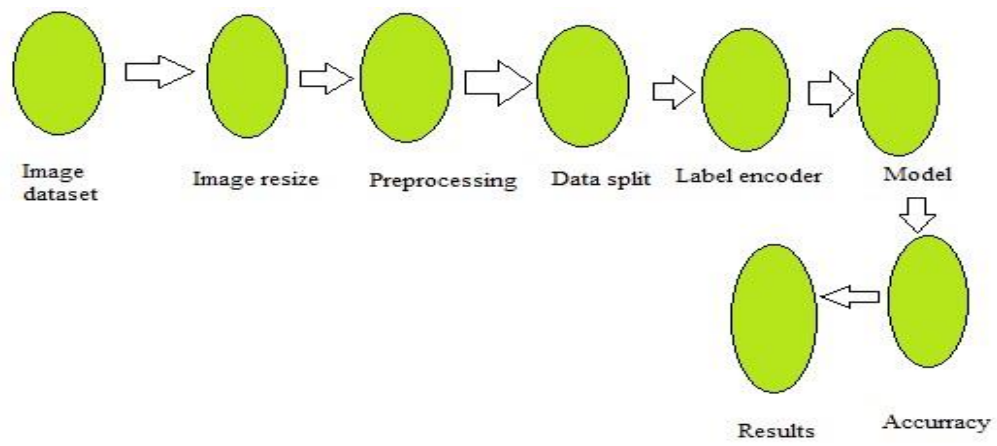 Image
dataset
Image resize
Preprocessing
Data split
Label encoder
Model
Results
Accurracy